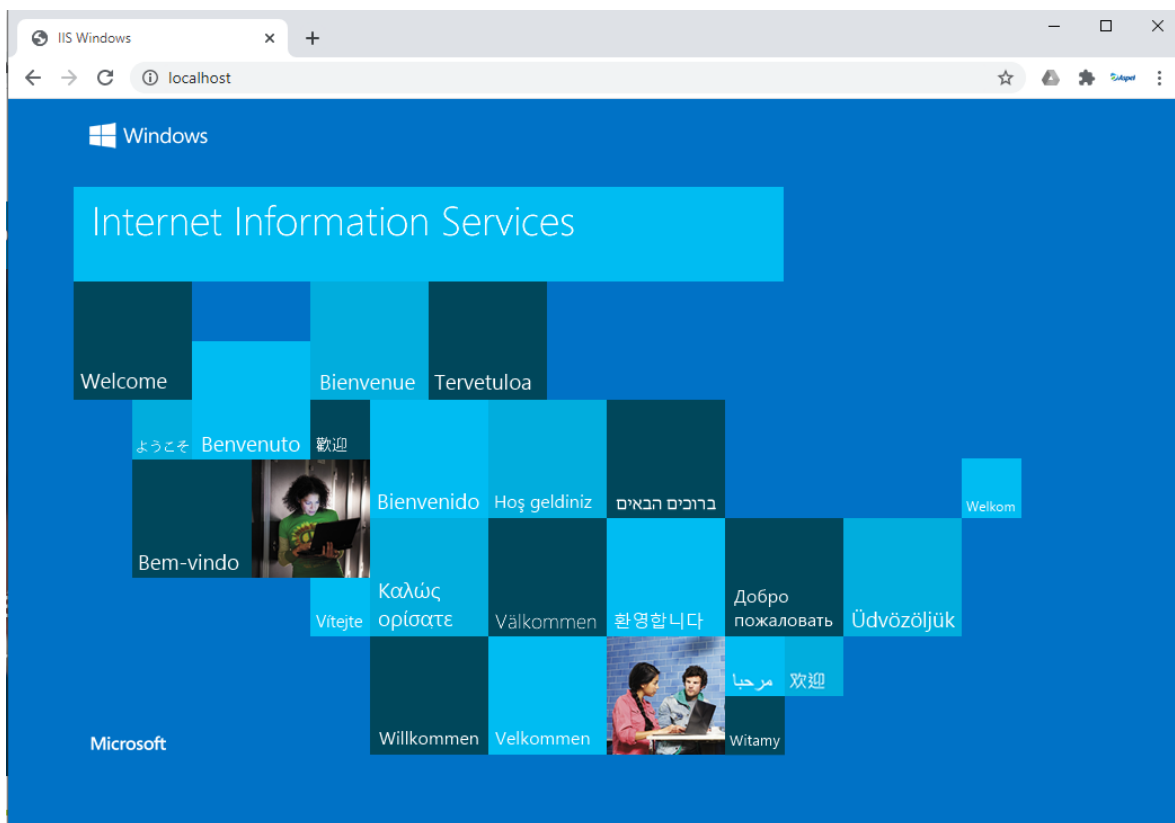 IIS Windows
localhost
Windows
Internet Information Services
Welcome
Bienvenue
Tervetuloa
ようこそ
Benvenuto
歡迎
Bienvenido
Hoş geldiniz
ברוכים הבאים
Welkom
Bem-vindo
Vítejte
Καλώς
ορίσατε
Välkommen
환영합니다
Добро
пожаловать
Üdvözöljük
مرحبا
欢迎
Willkommen
Velkommen
Witamy
Microsoft